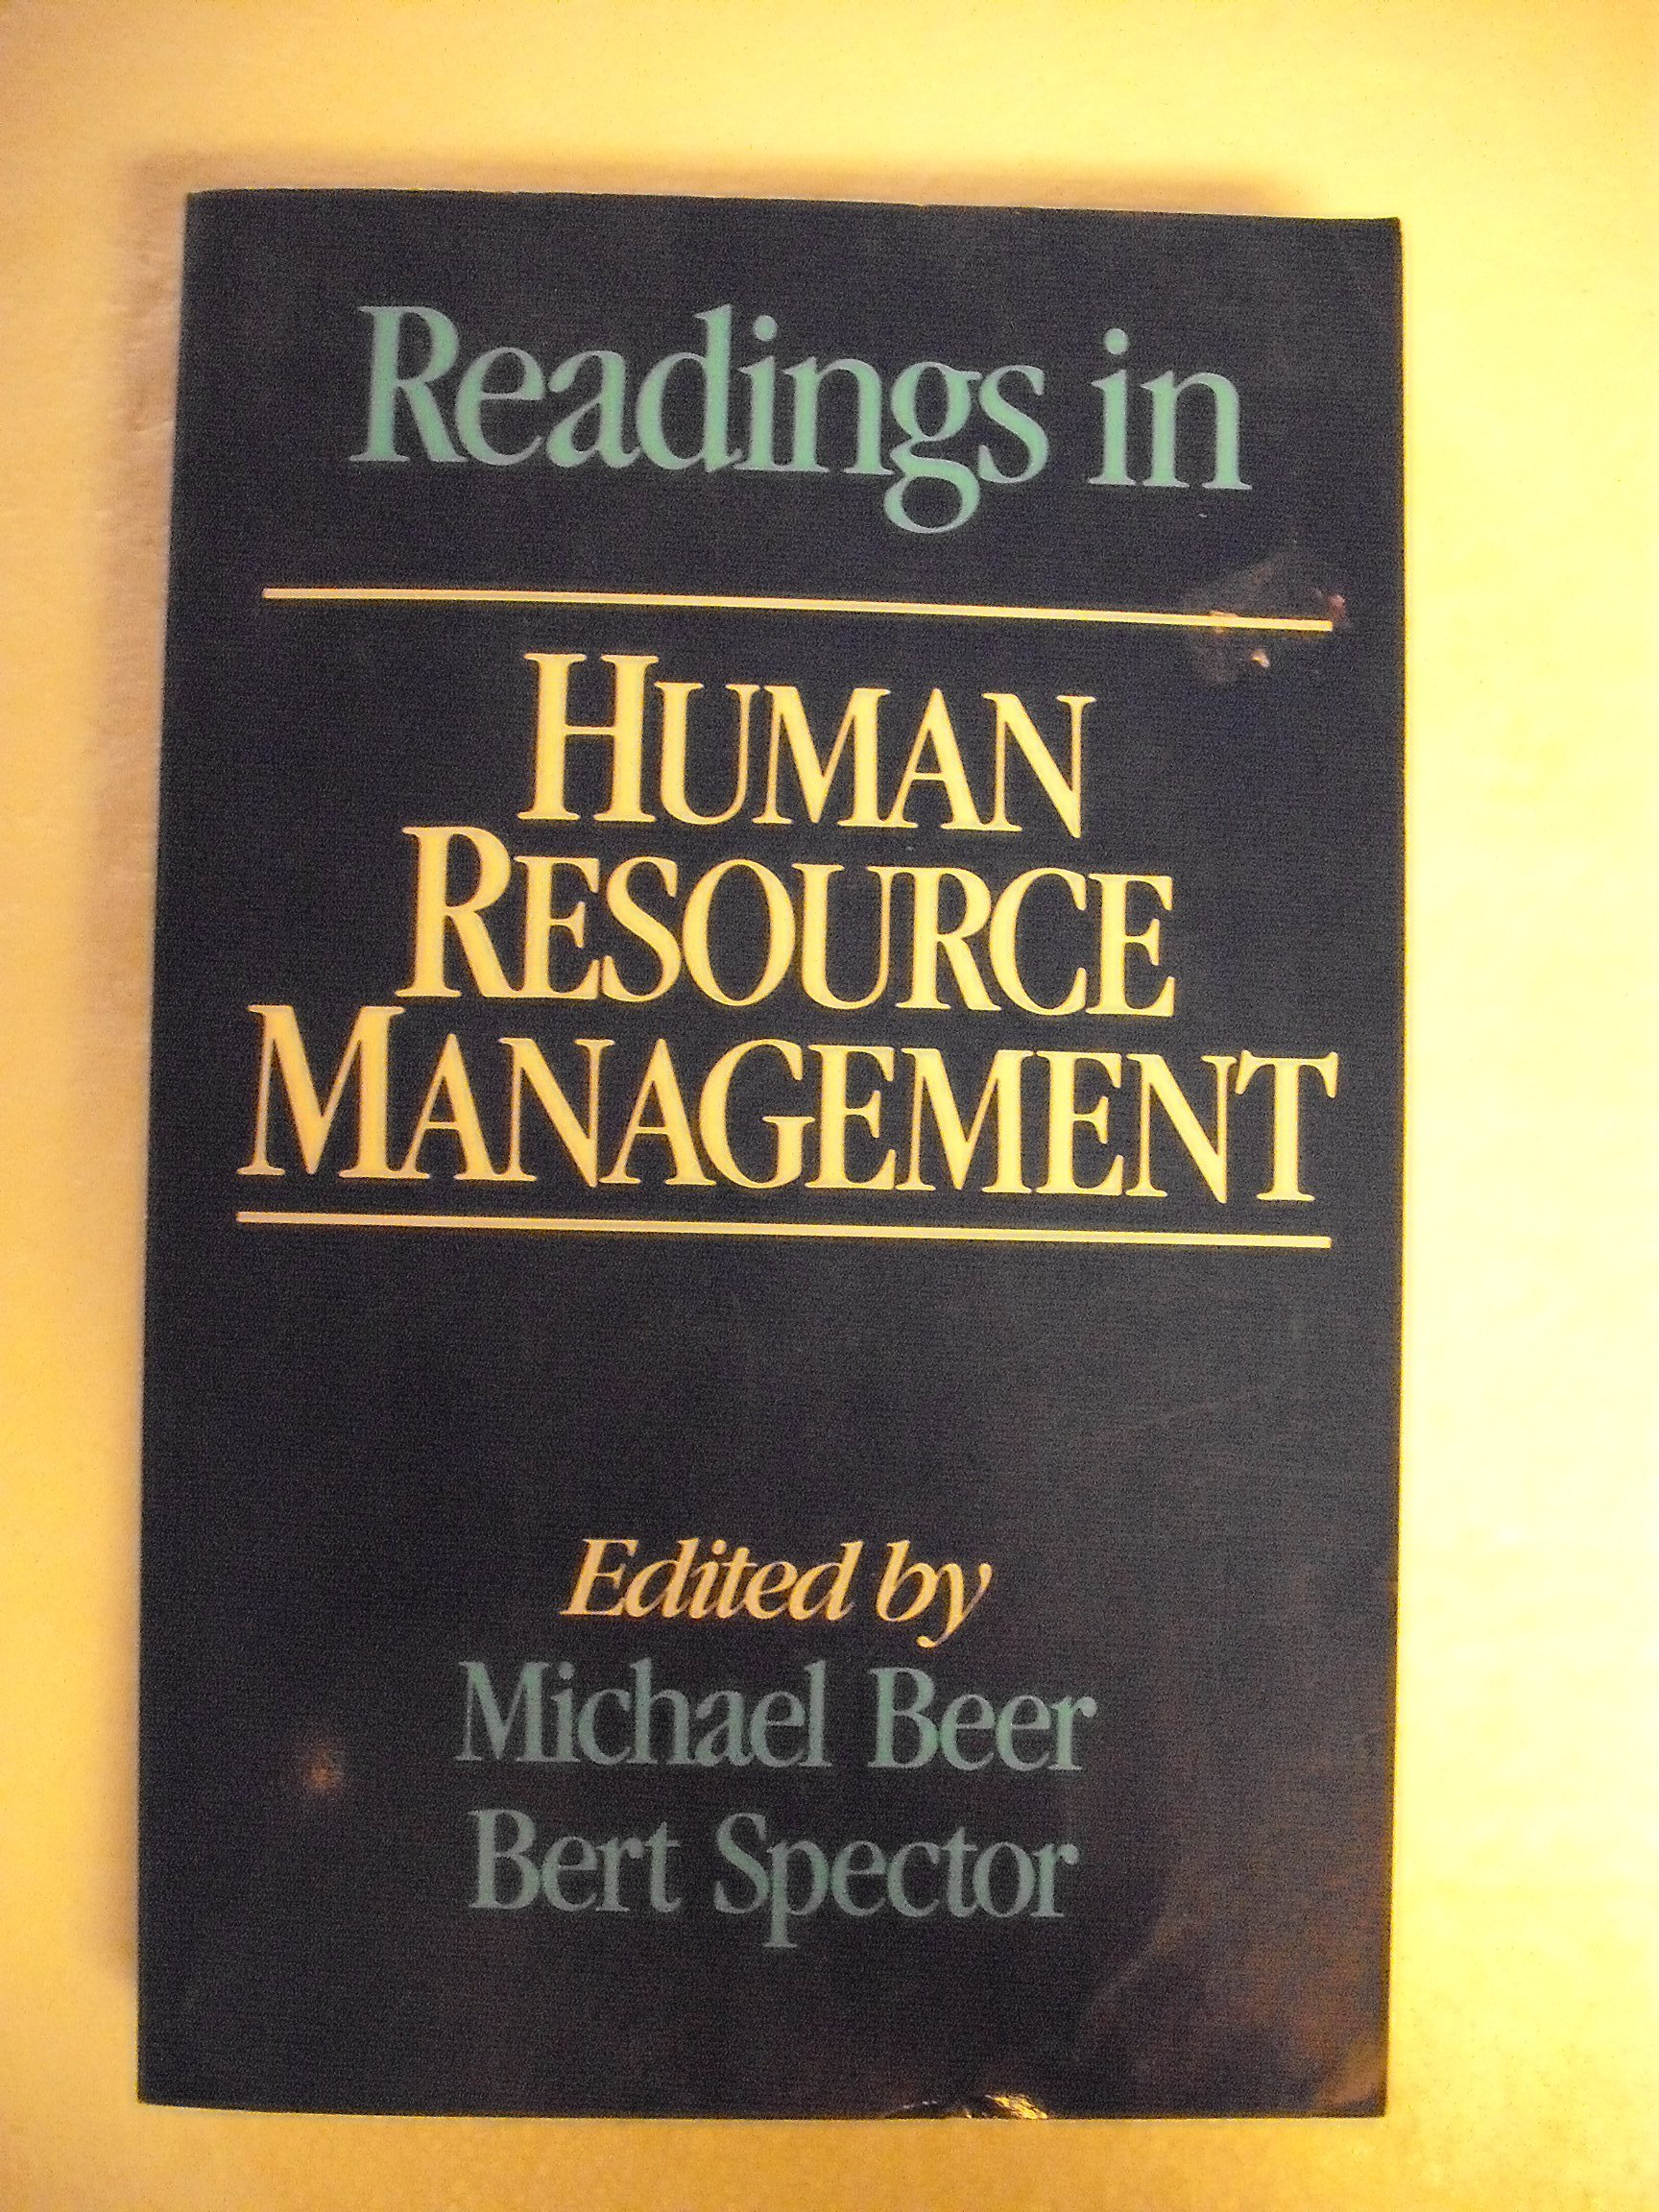 Readings in
HUMAN
RESOURCE
MANAGEMENT
Edited by
Michael Beer
Bert Spector